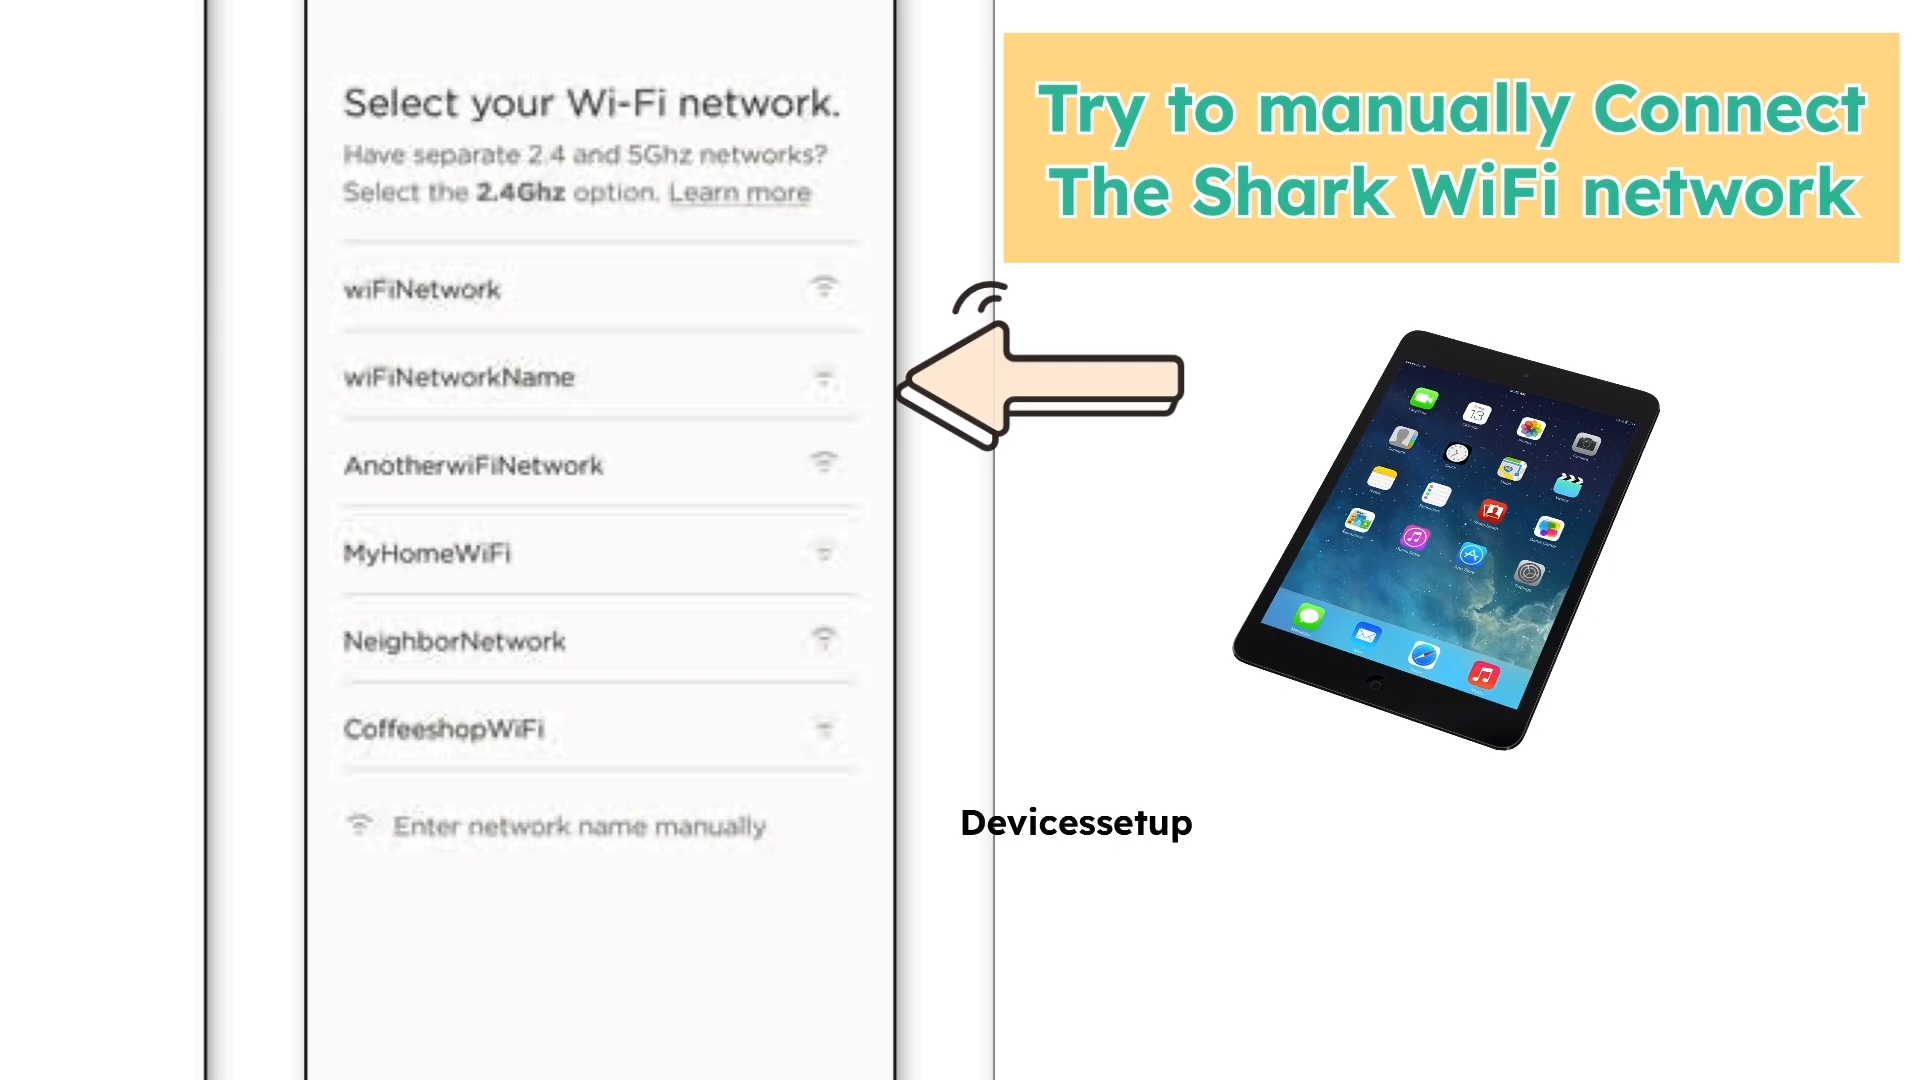 Select your Wi-Fi network.
Have separate 2.4 and 5Ghz networks?
Select the 2.4Ghz option. Learn more
wiFiNetwork
wiFiNetworkName
AnotherwiFiNetwork
MyHomeWiFi
NeighborNetwork
CoffeeshopWiFi
Enter network name manually
Try to manually Connect
The Shark WiFi network
13
Devicessetup